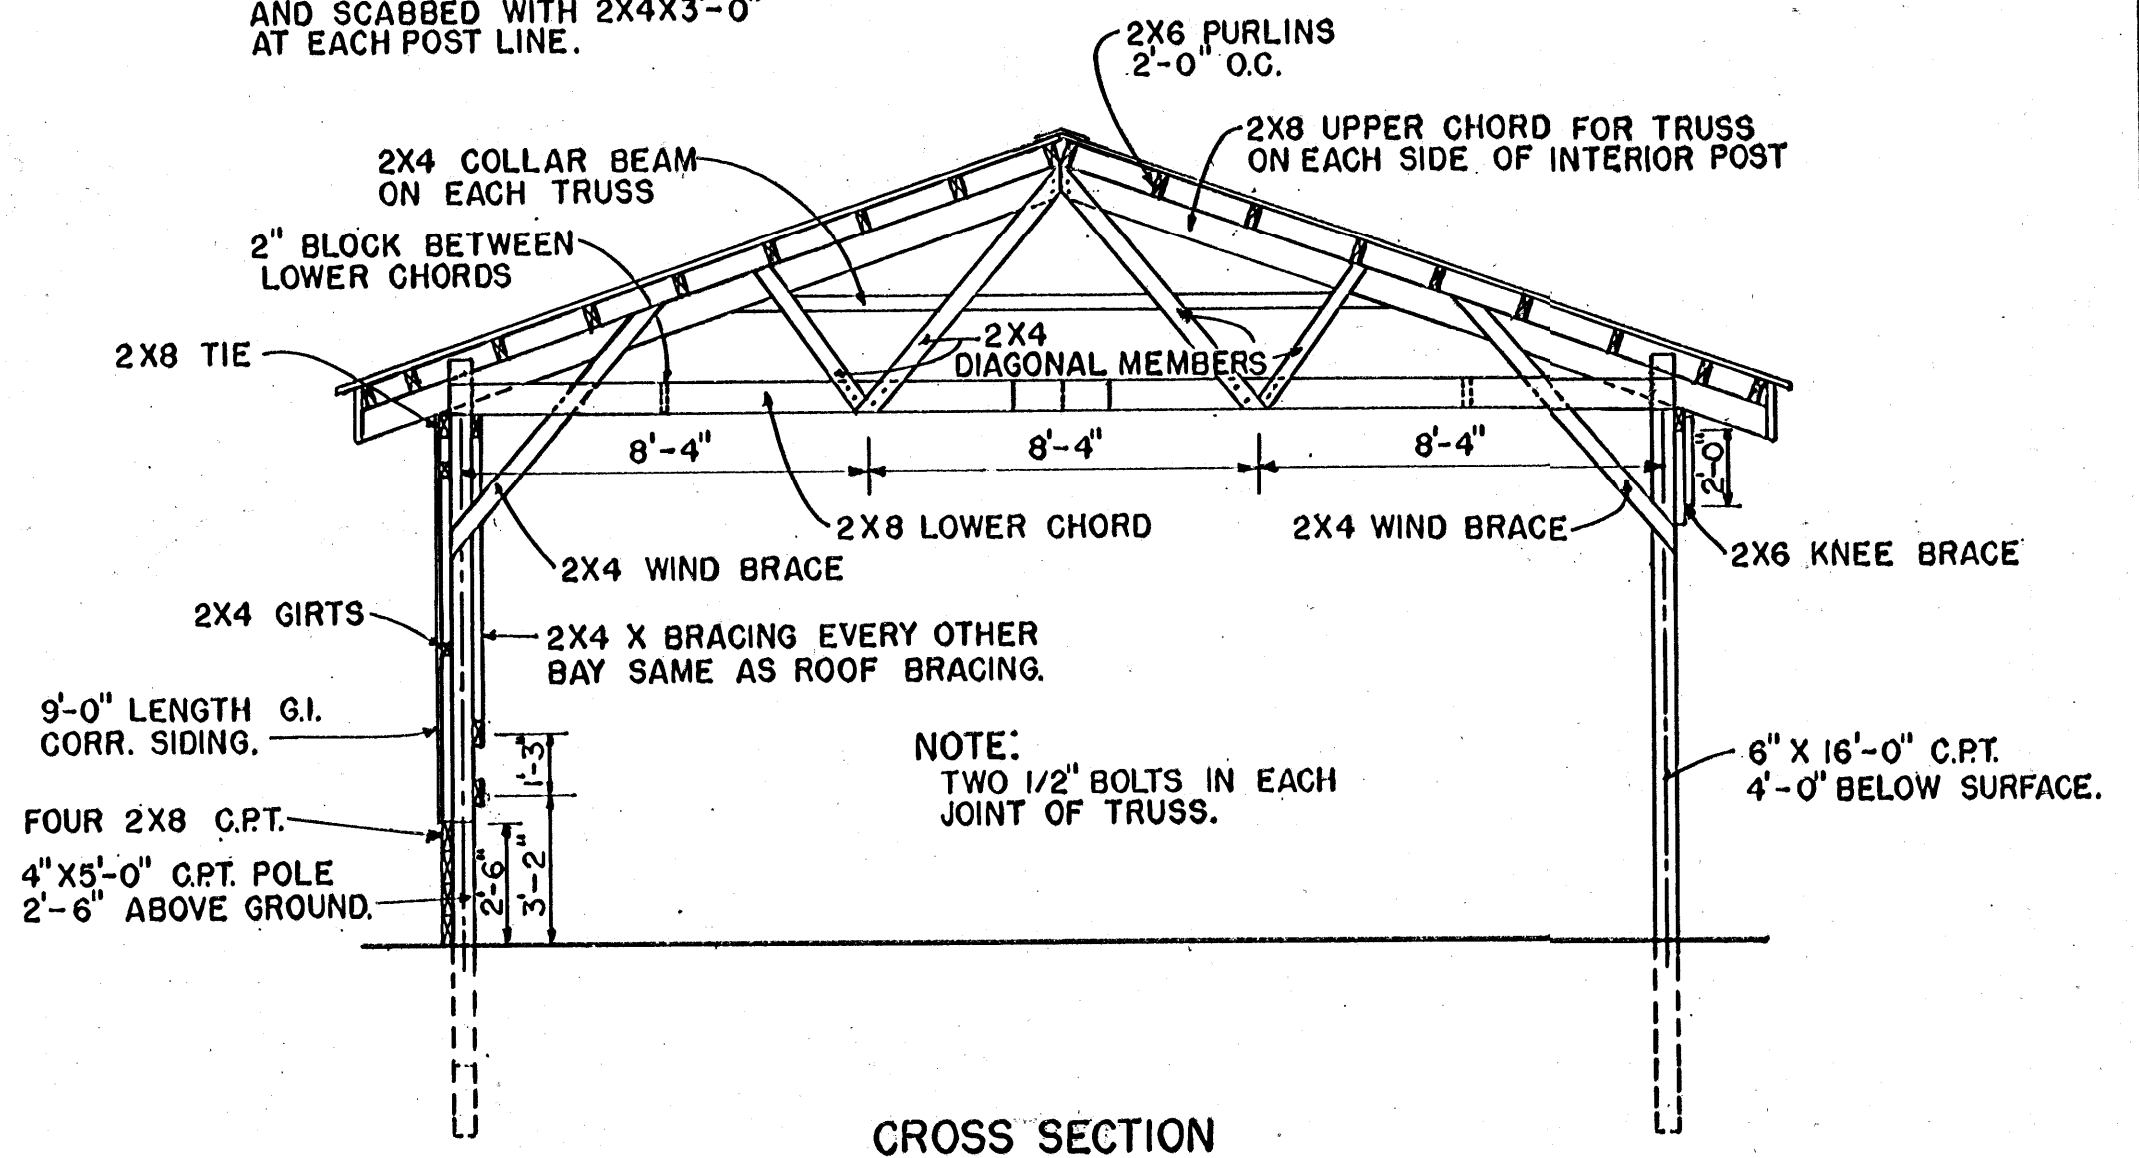 AND SCABBED WITH 2X4X3'-0"
AT EACH POST LINE.
2X6 PURLINS
2'-0" O.C.
2X8 UPPER CHORD FOR TRUSS
ON EACH SIDE OF INTERIOR POST
2X4 COLLAR BEAM
ON EACH TRUSS
2" BLOCK BETWEEN
LOWER CHORDS
2X8 TIE
2X4
DIAGONAL MEMBERS
8'-4"
8'-4"
8'-4"
2'-0"
2X8 LOWER CHORD
2X4 WIND BRACE
2X4 WIND BRACE
2X6 KNEE BRACE
2X4 GIRTS
2X4 X BRACING EVERY OTHER
BAY SAME AS ROOF BRACING.
9'-0" LENGTH G.I.
CORR. SIDING.
1'-3"
NOTE:
TWO 1/2" BOLTS IN EACH
JOINT OF TRUSS.
6" X 16'-0" C.P.T.
4'-0" BELOW SURFACE.
FOUR 2X8 C.P.T.
4"X5'-0" C.P.T. POLE
2'-6" ABOVE GROUND.
2'-6"
3'-2"
CROSS SECTION